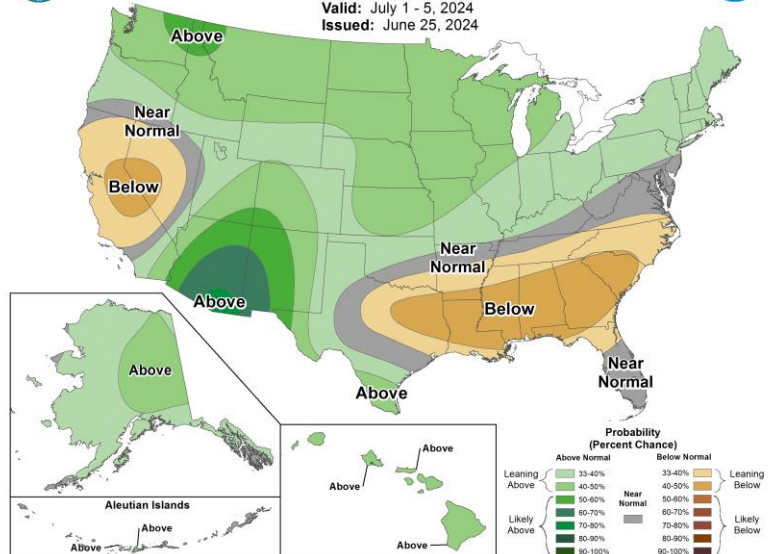 Valid: July 1 - 5, 2024
Issued: June 25, 2024
Above
Near
Normal
Below
Near
Normal
Above
Below
Near
Normal
Above
Above
Above
Above
Above
Aleutian Islands
Above
Above
Probability
(Percent Chance)
Above Normal
Below Normal
Leaning
Above
33-40%
40-50%
50-60%
60-70%
70-80%
80-90%
90-100%
Likely
Above
Near
Normal
33-40%
40-50%
50-60%
60-70%
70-80%
80-90%
90-100%
Leaning
Below
Likely
Below